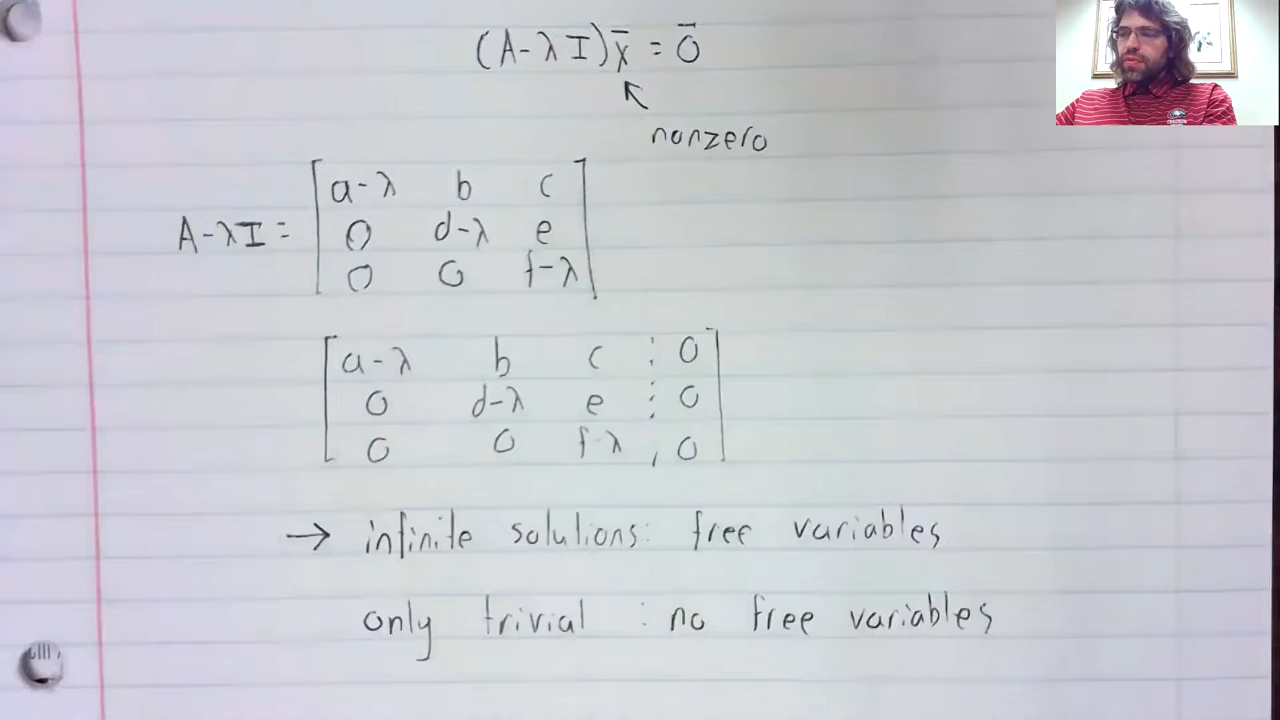 (A-λI)x̄ = 0̄
nonzero
A-λI = [a-λ b c
0 d-λ e
0 0 f-λ]
[a-λ b c ⋮ 0
0 d-λ e ⋮ 0
0 0 f-λ , 0]
→ infinite solutions: free variables
only trivial : no free variables